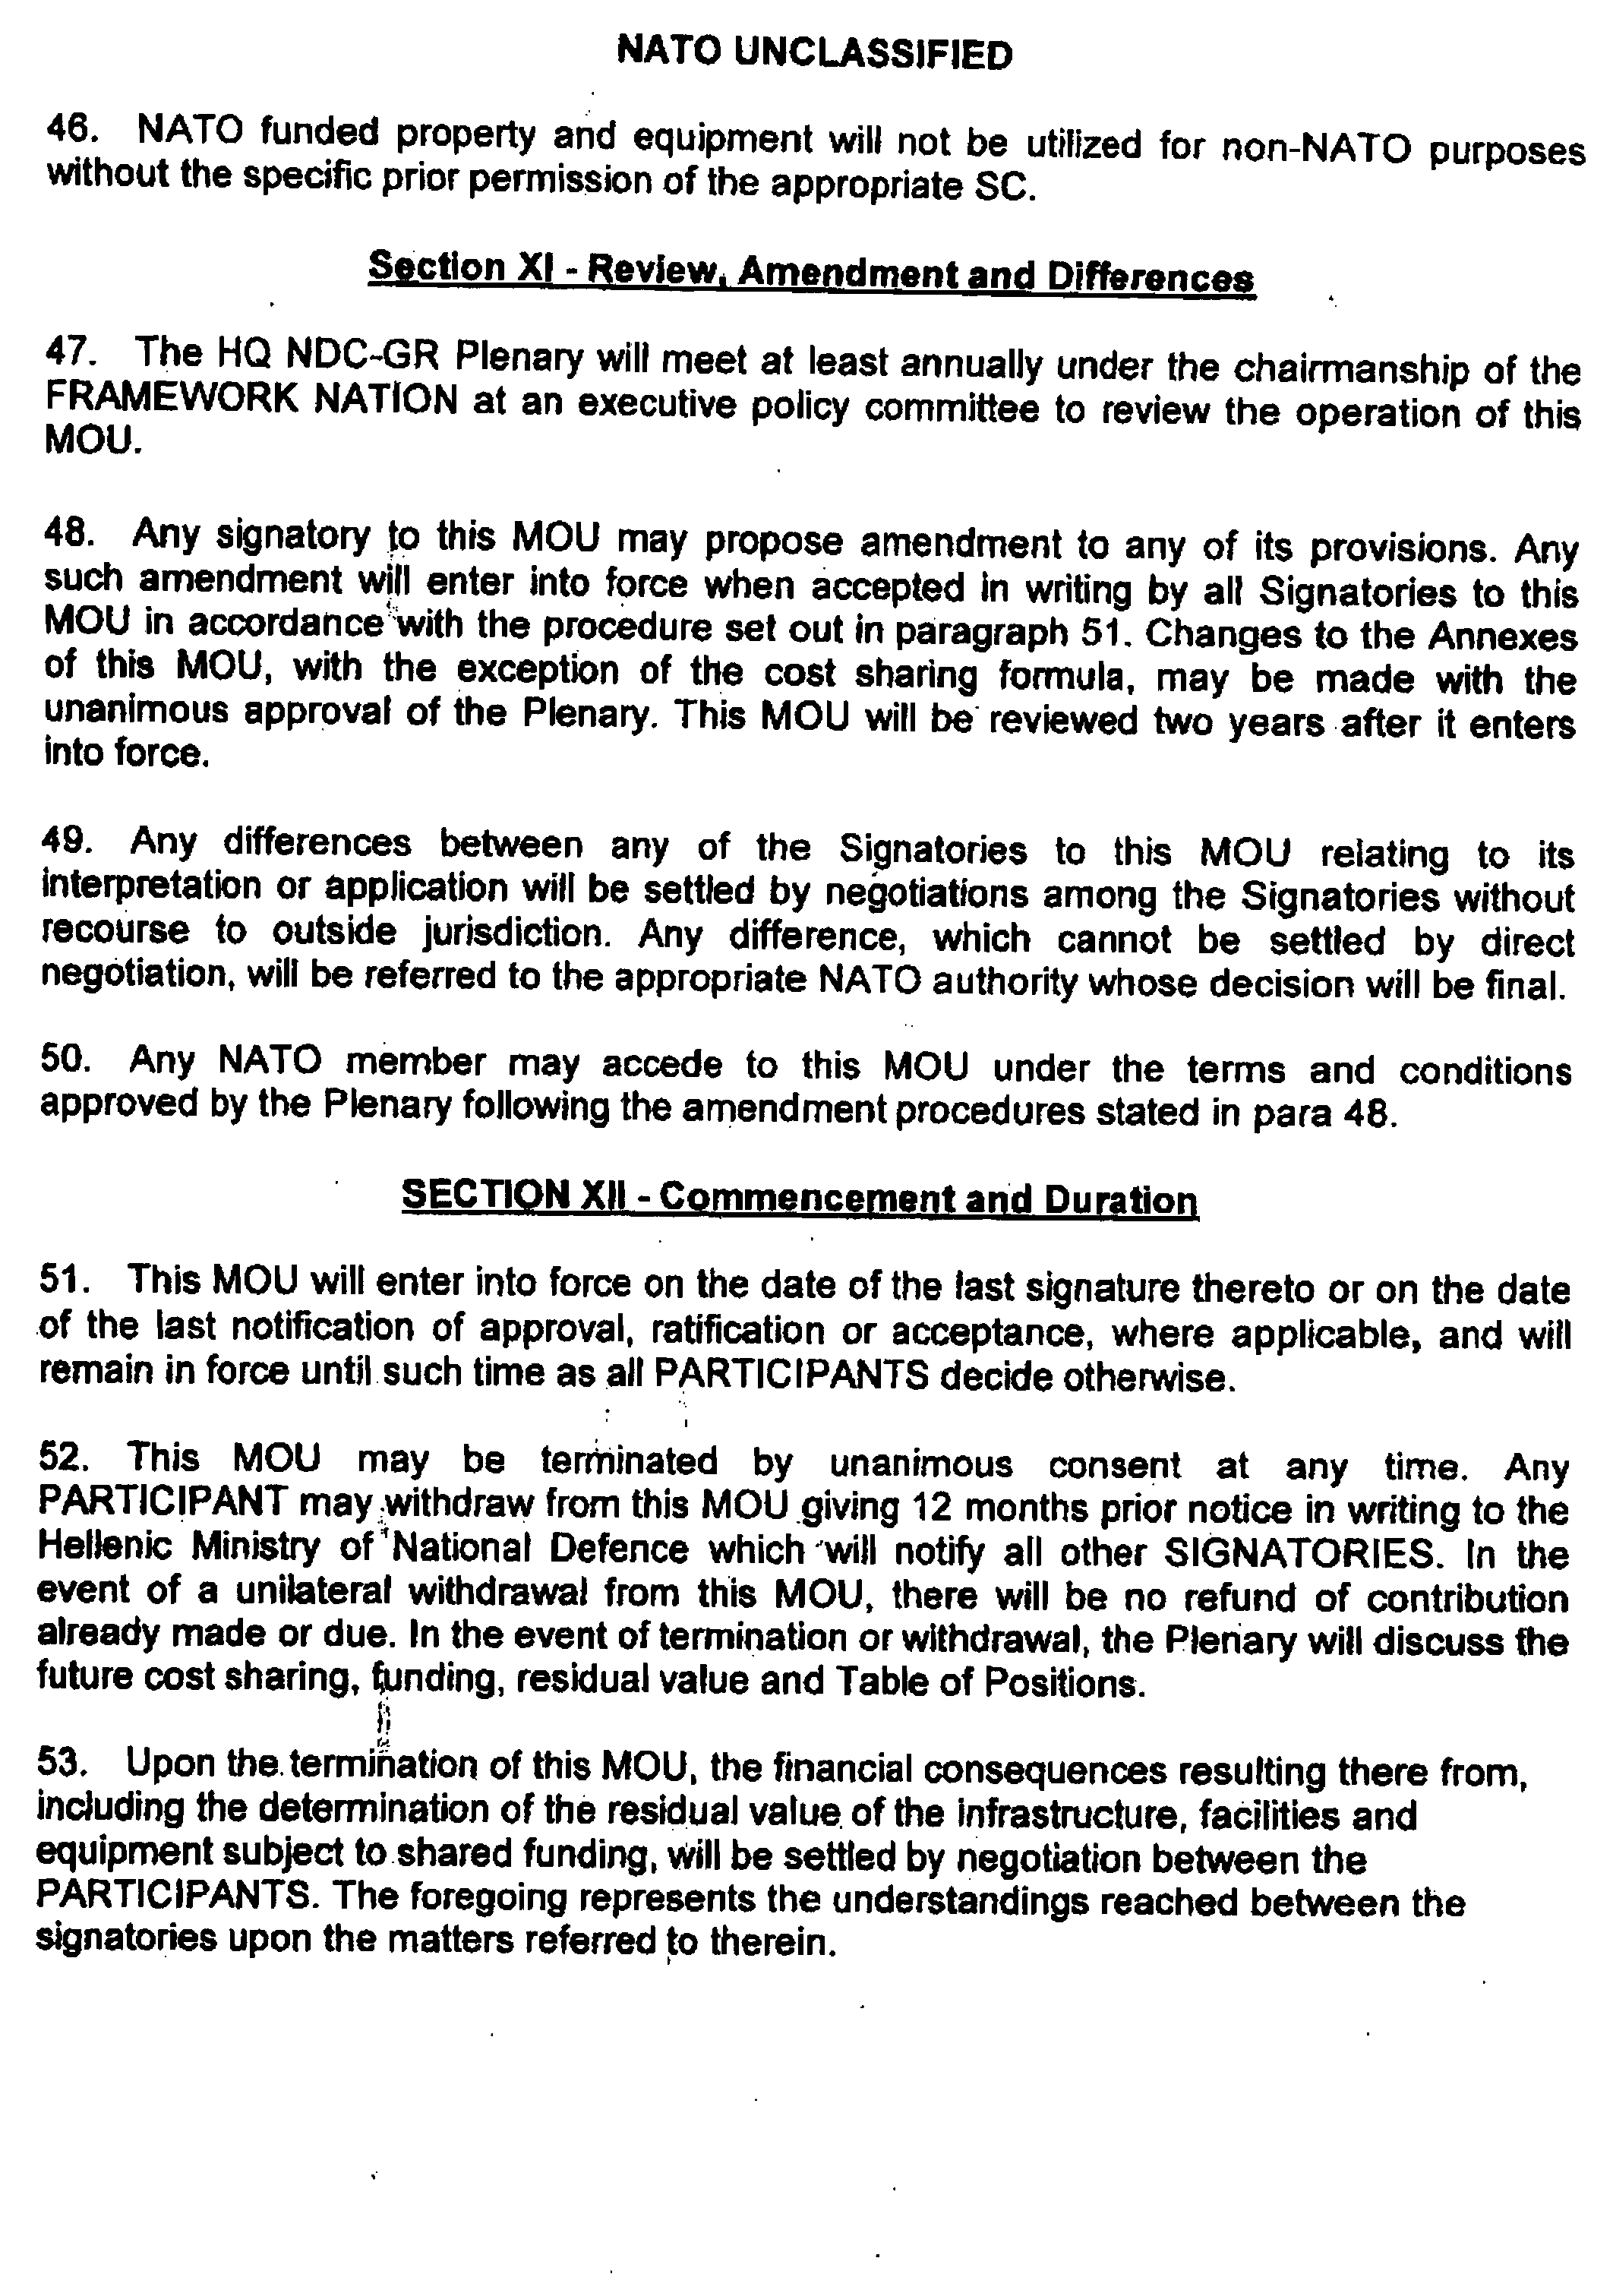 NATO UNCLASSIFIED
46. NATO funded property and equipment will not be utilized for non-NATO purposes
without the specific prior permission of the appropriate SC.
Section XI - Review, Amendment and Differences
47. The HQ NDC-GR Plenary will meet at least annually under the chairmanship of the
FRAMEWORK NATION at an executive policy committee to review the operation of this
MOU.
48. Any signatory to this MOU may propose amendment to any of its provisions. Any
such amendment will enter into force when accepted in writing by all Signatories to this
MOU in accordance with the procedure set out in paragraph 51. Changes to the Annexes
of this MOU, with the exception of the cost sharing formula, may be made with the
unanimous approval of the Plenary. This MOU will be reviewed two years after it enters
into force.
49. Any differences between any of the Signatories to this MOU relating to its
interpretation or application will be settled by negotiations among the Signatories without
recourse to outside jurisdiction. Any difference, which cannot be settled by direct
negotiation, will be referred to the appropriate NATO authority whose decision will be final.
50. Any NATO member may accede to this MOU under the terms and conditions
approved by the Plenary following the amendment procedures stated in para 48.
SECTION XII - Commencement and Duration
51. This MOU will enter into force on the date of the last signature thereto or on the date
of the last notification of approval, ratification or acceptance, where applicable, and will
remain in force until such time as all PARTICIPANTS decide otherwise.
52. This MOU may be terminated by unanimous consent at any time. Any
PARTICIPANT may withdraw from this MOU giving 12 months prior notice in writing to the
Hellenic Ministry of National Defence which will notify all other SIGNATORIES. In the
event of a unilateral withdrawal from this MOU, there will be no refund of contribution
already made or due. In the event of termination or withdrawal, the Plenary will discuss the
future cost sharing, funding, residual value and Table of Positions.
53. Upon the termination of this MOU, the financial consequences resulting there from,
including the determination of the residual value of the infrastructure, facilities and
equipment subject to shared funding, will be settled by negotiation between the
PARTICIPANTS. The foregoing represents the understandings reached between the
signatories upon the matters referred to therein.